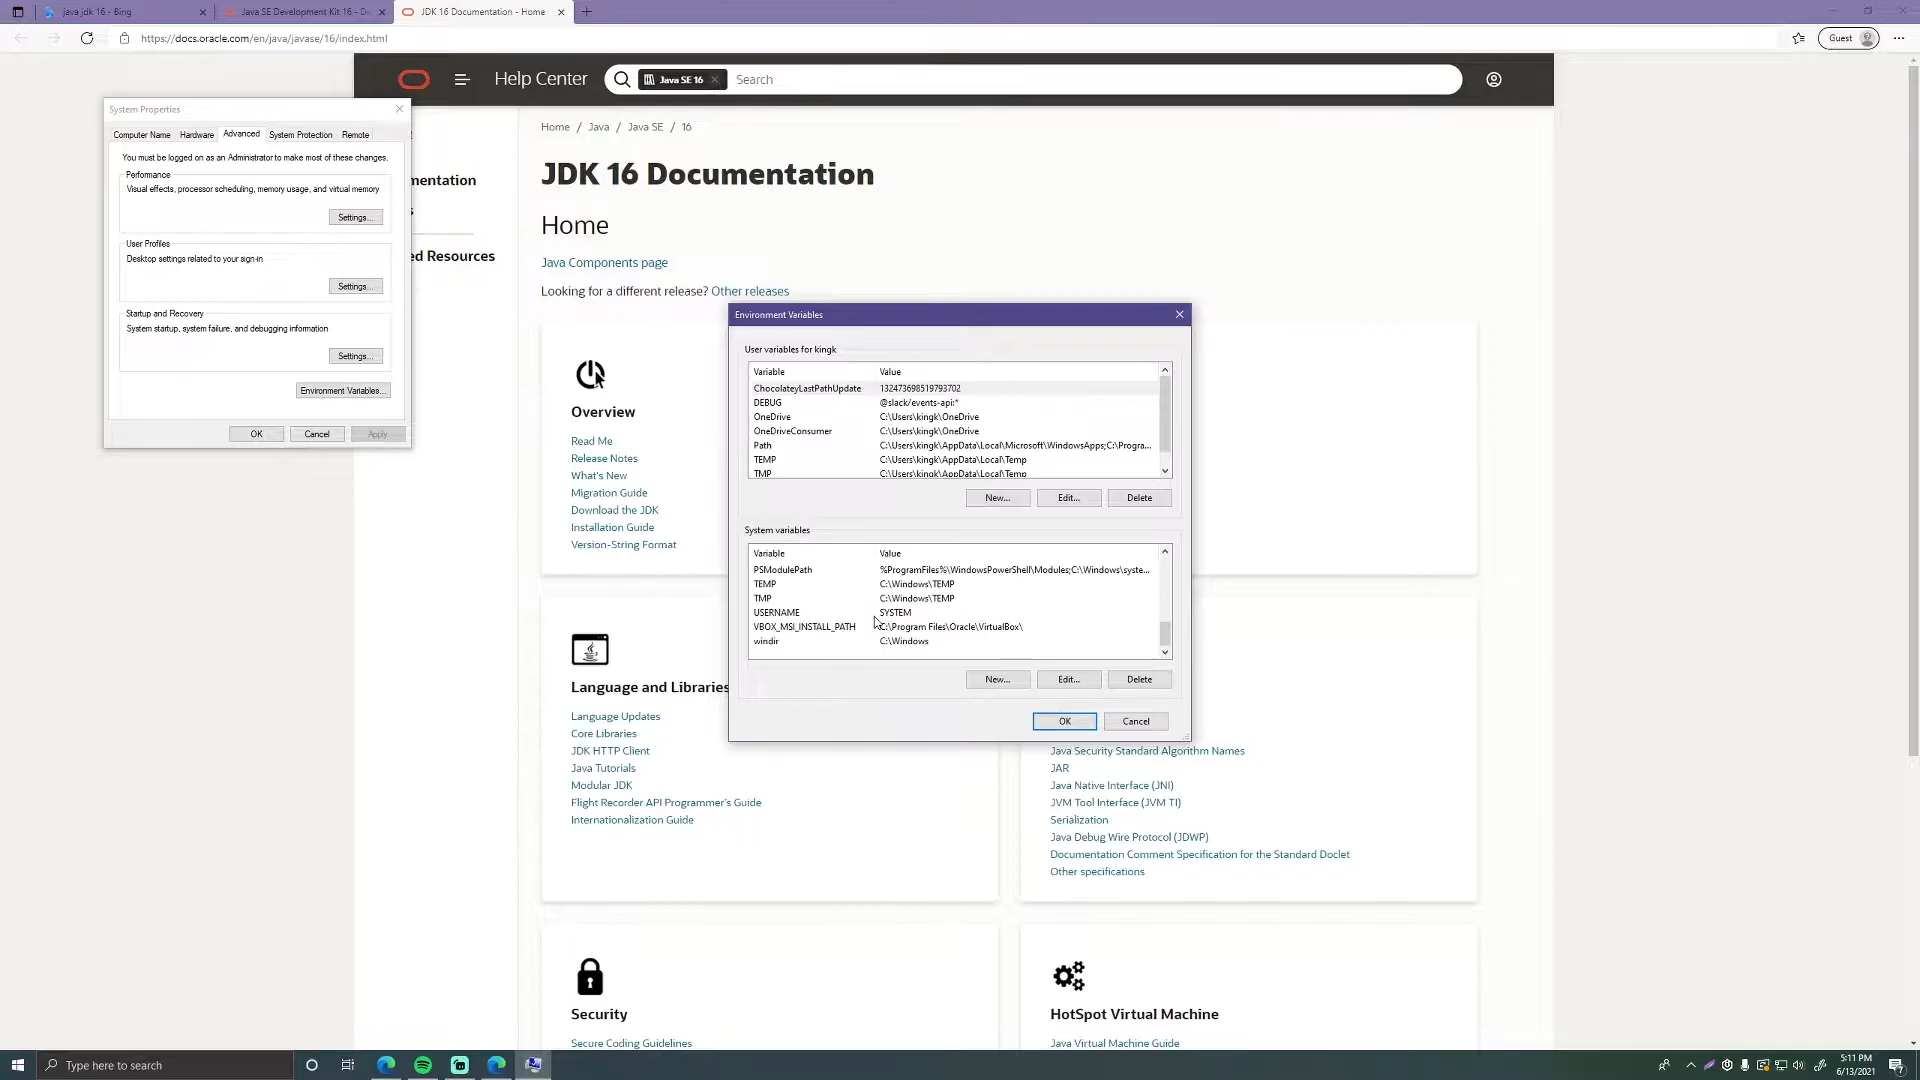 java jdk 16 - Bing
Java SE Development Kit 16 - O
JDK 16 Documentation - Home
https://docs.oracle.com/en/java/javase/16/index.html
Guest
Help Center
Java SE 16
Search
System Properties
Computer Name
Hardware
Advanced
System Protection
Remote
You must be logged on as an Administrator to make most of these changes.
Performance
Visual effects, processor scheduling, memory usage, and virtual memory
Settings...
User Profiles
Desktop settings related to your sign-in
Settings...
Startup and Recovery
System startup, system failure, and debugging information
Settings...
Environment Variables...
OK
Cancel
Apply
mentation
ed Resources
Home / Java / Java SE / 16
JDK 16 Documentation
Home
Java Components page
Looking for a different release? Other releases
Overview
Read Me
Release Notes
What's New
Migration Guide
Download the JDK
Installation Guide
Version-String Format
Environment Variables
User variables for kingk
Variable Value
ChocolateyLastPathUpdate 132473698519793702
DEBUG @slack/events-api:*
OneDrive C:\Users\kingk\OneDrive
OneDriveConsumer C:\Users\kingk\OneDrive
Path C:\Users\kingk\AppData\Local\Microsoft\WindowsApps;C:\Progra...
TEMP C:\Users\kingk\AppData\Local\Temp
TMP C:\Users\kingk\AppData\Local\Temp
New...
Edit...
Delete
System variables
Variable Value
PSModulePath %ProgramFiles%\WindowsPowerShell\Modules;C:\Windows\syste...
TEMP C:\Windows\TEMP
TMP C:\Windows\TEMP
USERNAME SYSTEM
VBOX_MSI_INSTALL_PATH C:\Program Files\Oracle\VirtualBox\
windir C:\Windows
New...
Edit...
Delete
OK
Cancel
Language and Libraries
Language Updates
Core Libraries
JDK HTTP Client
Java Tutorials
Modular JDK
Flight Recorder API Programmer's Guide
Internationalization Guide
Java Security Standard Algorithm Names
JAR
Java Native Interface (JNI)
JVM Tool Interface (JVM TI)
Serialization
Java Debug Wire Protocol (JDWP)
Documentation Comment Specification for the Standard Doclet
Other specifications
Security
Secure Coding Guidelines
HotSpot Virtual Machine
Java Virtual Machine Guide
Type here to search
5:11 PM
6/13/2021